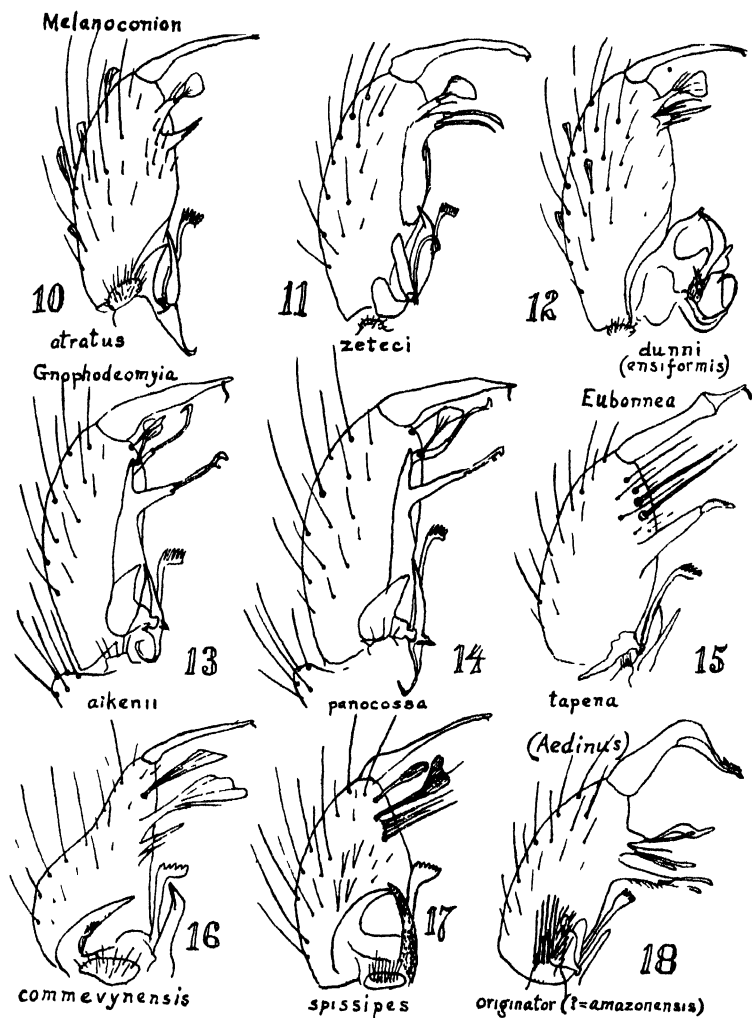 Melanoconion
10
11
12
atratus
zeteci
dunni
(ensiformis)
Gnophodeomyia
Eubonnea
13
14
15
aikenii
panocossa
tapena
(Aedinus)
16
17
18
commevynensis
spissipes
originator (?=amazonensis)